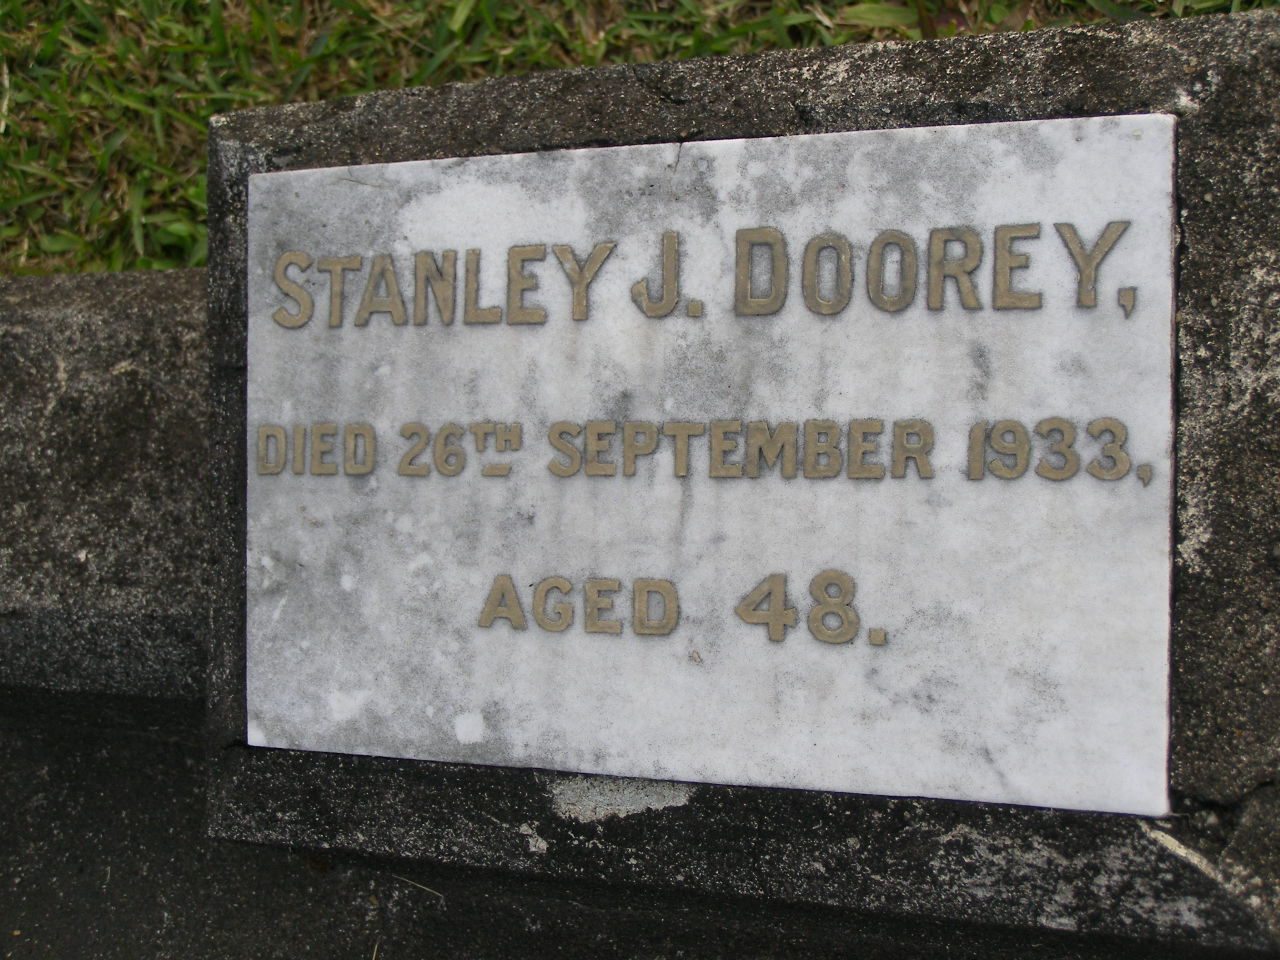 STANLEY J. DOOREY,
DIED 26TH SEPTEMBER 1933,
AGED 48.